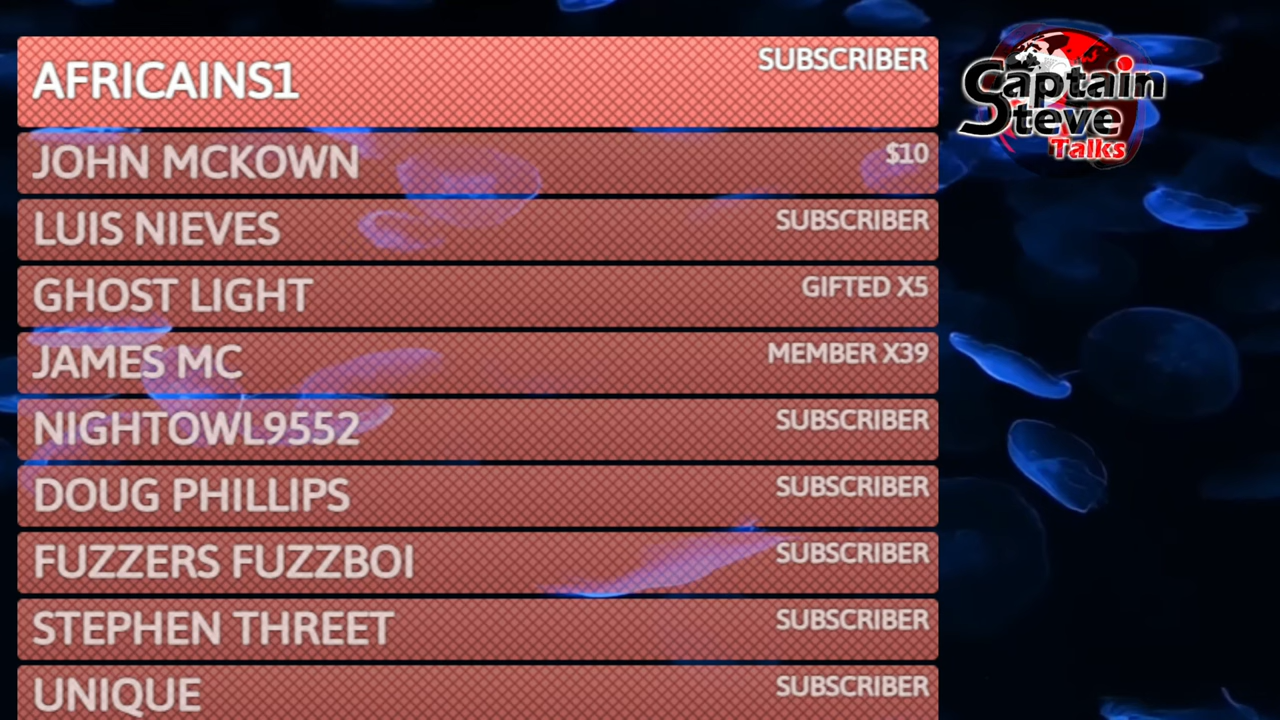 AFRICAINS1 SUBSCRIBER
JOHN MCKOWN $10
LUIS NIEVES SUBSCRIBER
GHOST LIGHT GIFTED X5
JAMES MC MEMBER X39
NIGHTOWL9552 SUBSCRIBER
DOUG PHILLIPS SUBSCRIBER
FUZZERS FUZZBOI SUBSCRIBER
STEPHEN THREET SUBSCRIBER
UNIQUE SUBSCRIBER
Captain
Steve
Talks